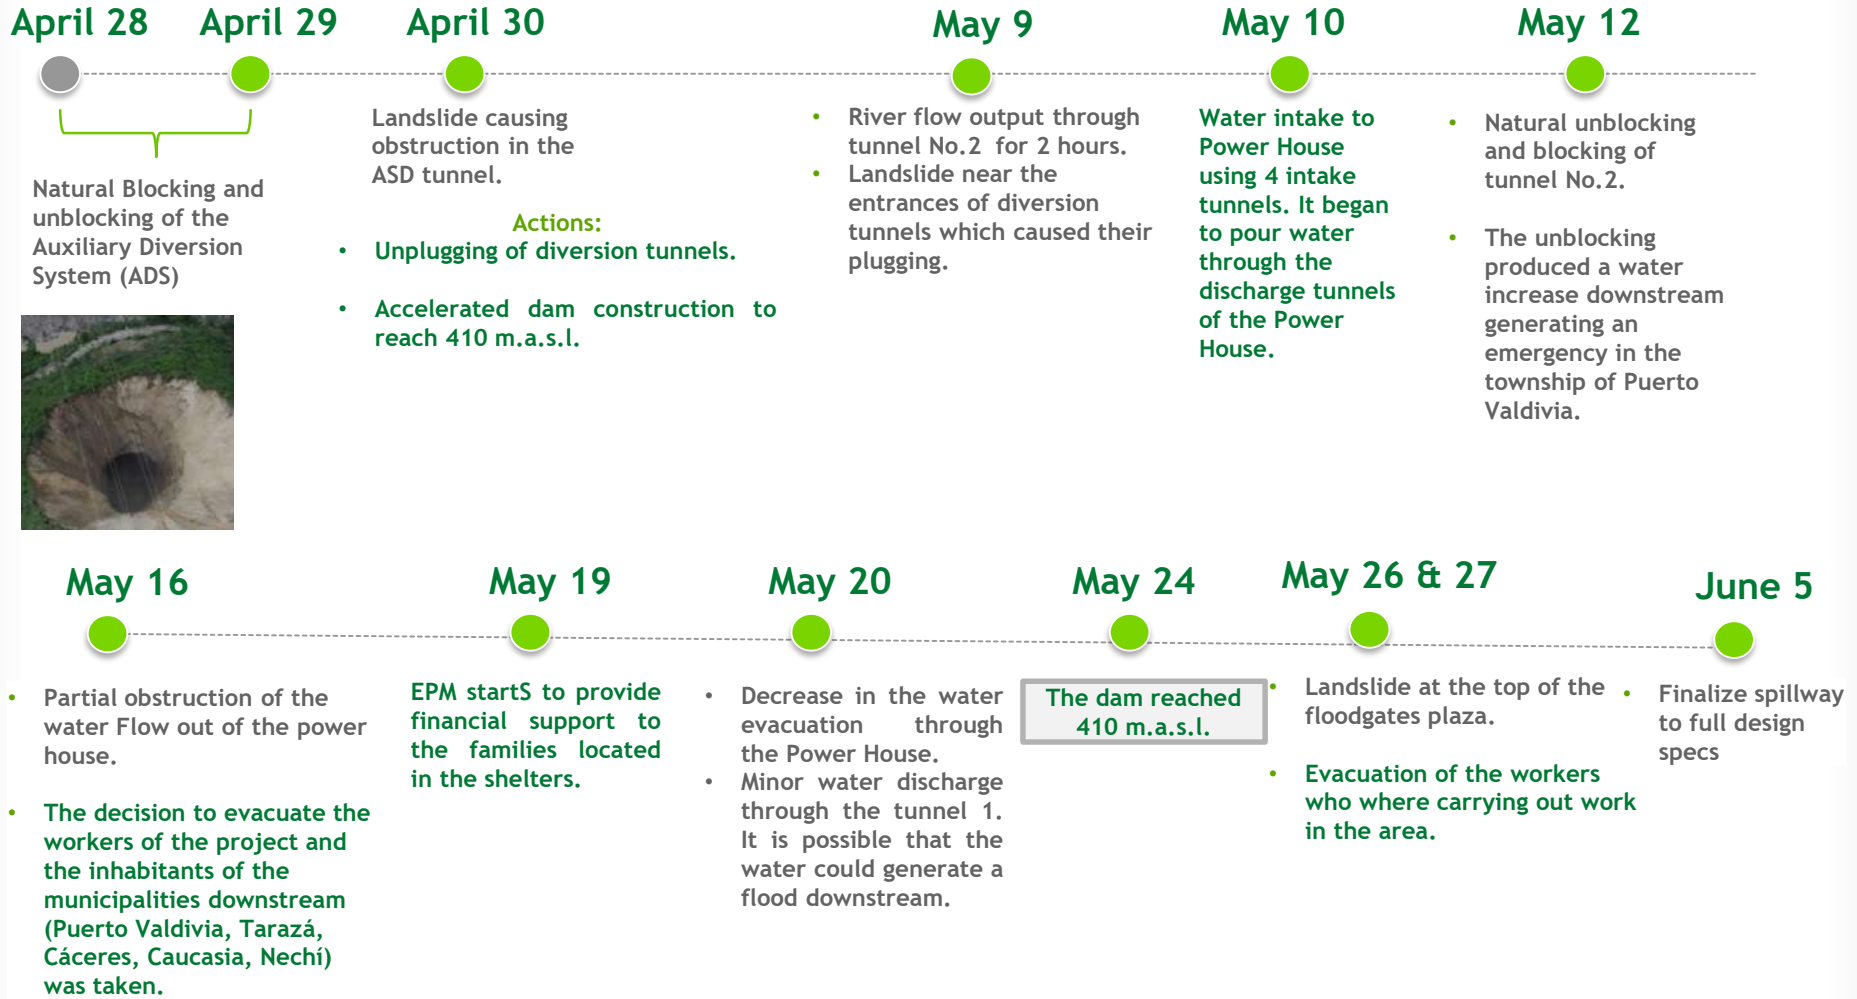 April 28
April 29
April 30
May 9
May 10
May 12
Natural Blocking and
unblocking of the
Auxiliary Diversion
System (ADS)
Landslide causing
obstruction in the
ASD tunnel.
Actions:
• Unplugging of diversion tunnels.
• Accelerated dam construction to
reach 410 m.a.s.l.
• River flow output through
tunnel No.2 for 2 hours.
• Landslide near the
entrances of diversion
tunnels which caused their
plugging.
Water intake to
Power House
using 4 intake
tunnels. It began
to pour water
through the
discharge tunnels
of the Power
House.
• Natural unblocking
and blocking of
tunnel No.2.
• The unblocking
produced a water
increase downstream
generating an
emergency in the
township of Puerto
Valdivia.
May 16
May 19
May 20
May 24
May 26 & 27
June 5
• Partial obstruction of the
water Flow out of the power
house.
• The decision to evacuate the
workers of the project and
the inhabitants of the
municipalities downstream
(Puerto Valdivia, Tarazá,
Cáceres, Caucasia, Nechí)
was taken.
EPM startS to provide
financial support to
the families located
in the shelters.
• Decrease in the water
evacuation through
the Power House.
• Minor water discharge
through the tunnel 1.
It is possible that the
water could generate a
flood downstream.
The dam reached
410 m.a.s.l.
• Landslide at the top of the
floodgates plaza.
• Evacuation of the workers
who where carrying out work
in the area.
• Finalize spillway
to full design
specs